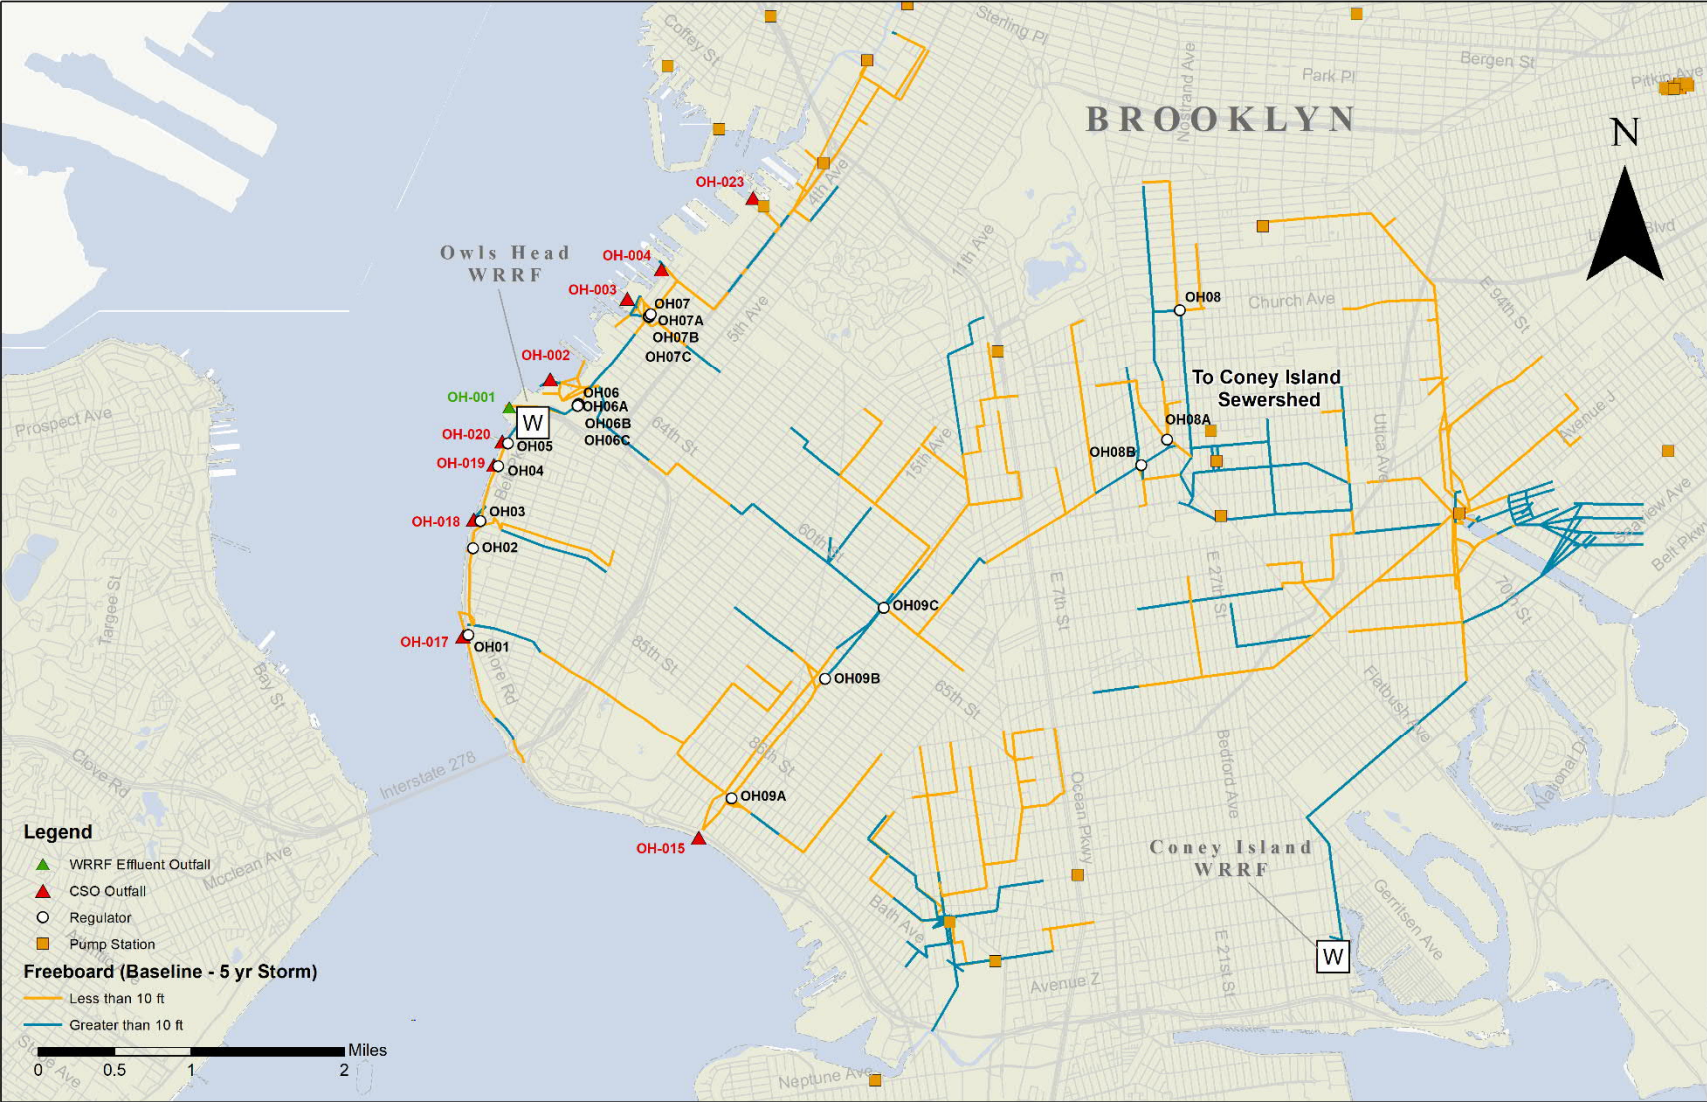 Coffey St
Sterling Pl
Nostrand Ave
Bergen St
Park Pl
Pitkin Ave
BROOKLYN
N
4th Ave
OH-023
11th Ave
Owls Head
WRRF
OH-004
OH-003
OH07
OH07A
OH07B
OH07C
5th Ave
OH08
Church Ave
E 94th St
OH-002
To Coney Island
Sewershed
OH-001
W
OH06
OH06A
OH06B
OH06C
64th St
15th Ave
OH08A
OH08B
Utica Ave
Avenue J
Prospect Ave
OH-020
OH05
OH-019
OH04
OH-018
OH03
OH02
60th St
Seaview Ave
Belt Pkwy
E 7th St
E 27th St
70th St
Targee St
OH09C
OH-017
OH01
85th St
Bay St
OH09B
65th St
Flatbush Ave
86th St
Bedford Ave
National Dr
Clove Rd
Interstate 278
OH09A
Ocean Pkwy
OH-015
Coney Island
WRRF
Mcclean Ave
Gerritsen Ave
Bath Ave
E 21st St
W
Avenue Z
Neptune Ave
Legend
WRRF Effluent Outfall
CSO Outfall
Regulator
Pump Station
Freeboard (Baseline - 5 yr Storm)
Less than 10 ft
Greater than 10 ft
Miles
0 0.5 1 2